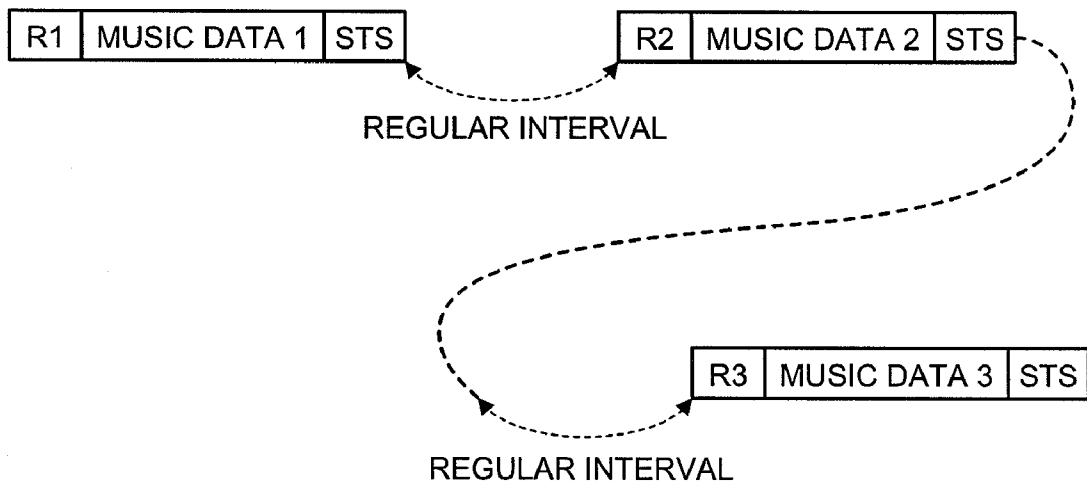 R1 MUSIC DATA 1 STS
R2 MUSIC DATA 2 STS
REGULAR INTERVAL
R3 MUSIC DATA 3 STS
REGULAR INTERVAL